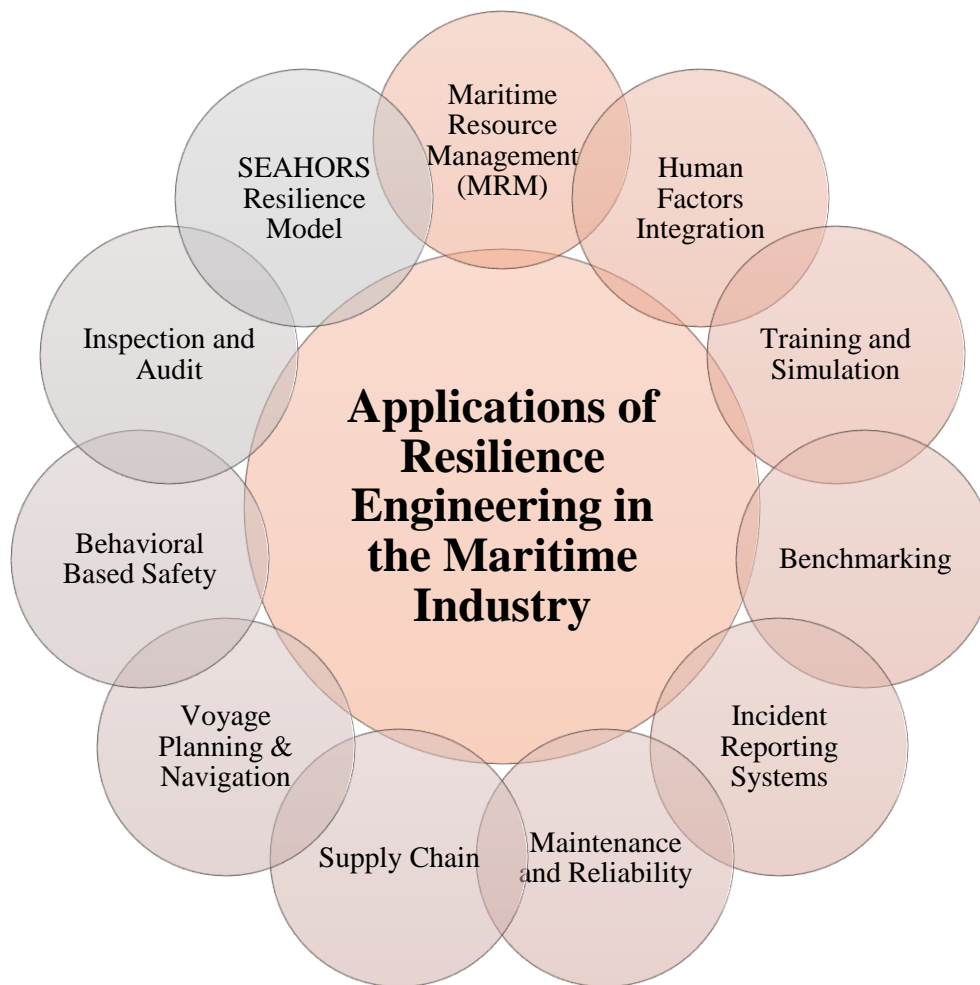 Maritime
Resource
Management
(MRM)
Human
Factors
Integration
Training and
Simulation
Benchmarking
Incident
Reporting
Systems
Maintenance
and Reliability
Supply Chain
Voyage
Planning &
Navigation
Behavioral
Based Safety
Inspection and
Audit
SEAHORS
Resilience
Model
Applications of
Resilience
Engineering in
the Maritime
Industry